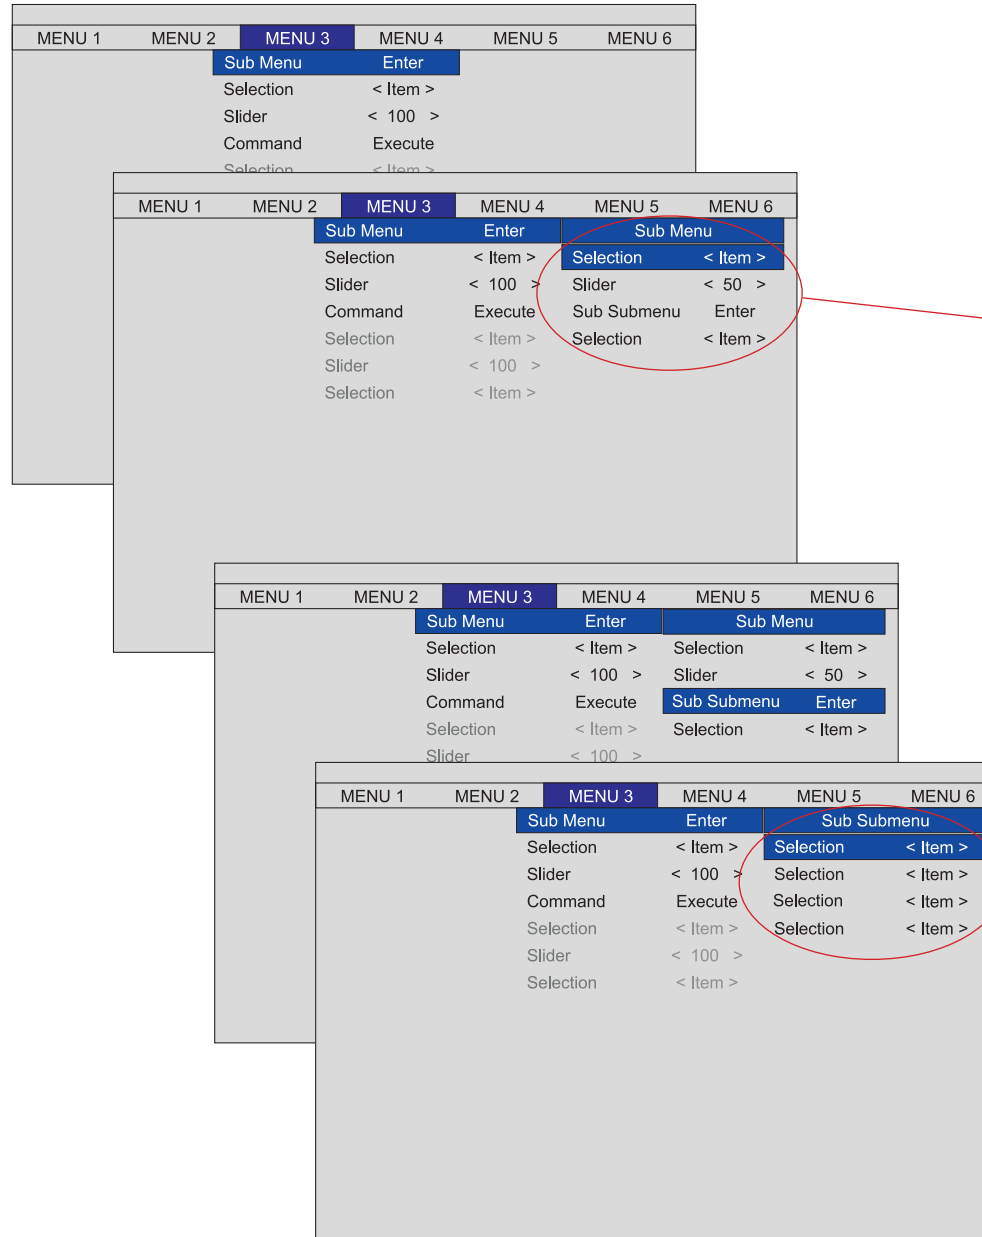 MENU 1 MENU 2 MENU 3 MENU 4 MENU 5 MENU 6
Sub Menu Enter
Selection < Item >
Slider < 100 >
Command Execute
Selection < Item >
MENU 1 MENU 2 MENU 3 MENU 4 MENU 5 MENU 6
Sub Menu Enter Sub Menu
Selection < Item > Selection < Item >
Slider < 100 > Slider < 50 >
Command Execute Sub Submenu Enter
Selection < Item > Selection < Item >
Slider < 100 >
Selection < Item >
MENU 1 MENU 2 MENU 3 MENU 4 MENU 5 MENU 6
Sub Menu Enter Sub Menu
Selection < Item > Selection < Item >
Slider < 100 > Slider < 50 >
Command Execute Sub Submenu Enter
Selection < Item > Selection < Item >
Slider < 100 >
MENU 1 MENU 2 MENU 3 MENU 4 MENU 5 MENU 6
Sub Menu Enter Sub Submenu
Selection < Item > Selection < Item >
Slider < 100 > Selection < Item >
Command Execute Selection < Item >
Selection < Item > Selection < Item >
Slider < 100 >
Selection < Item >